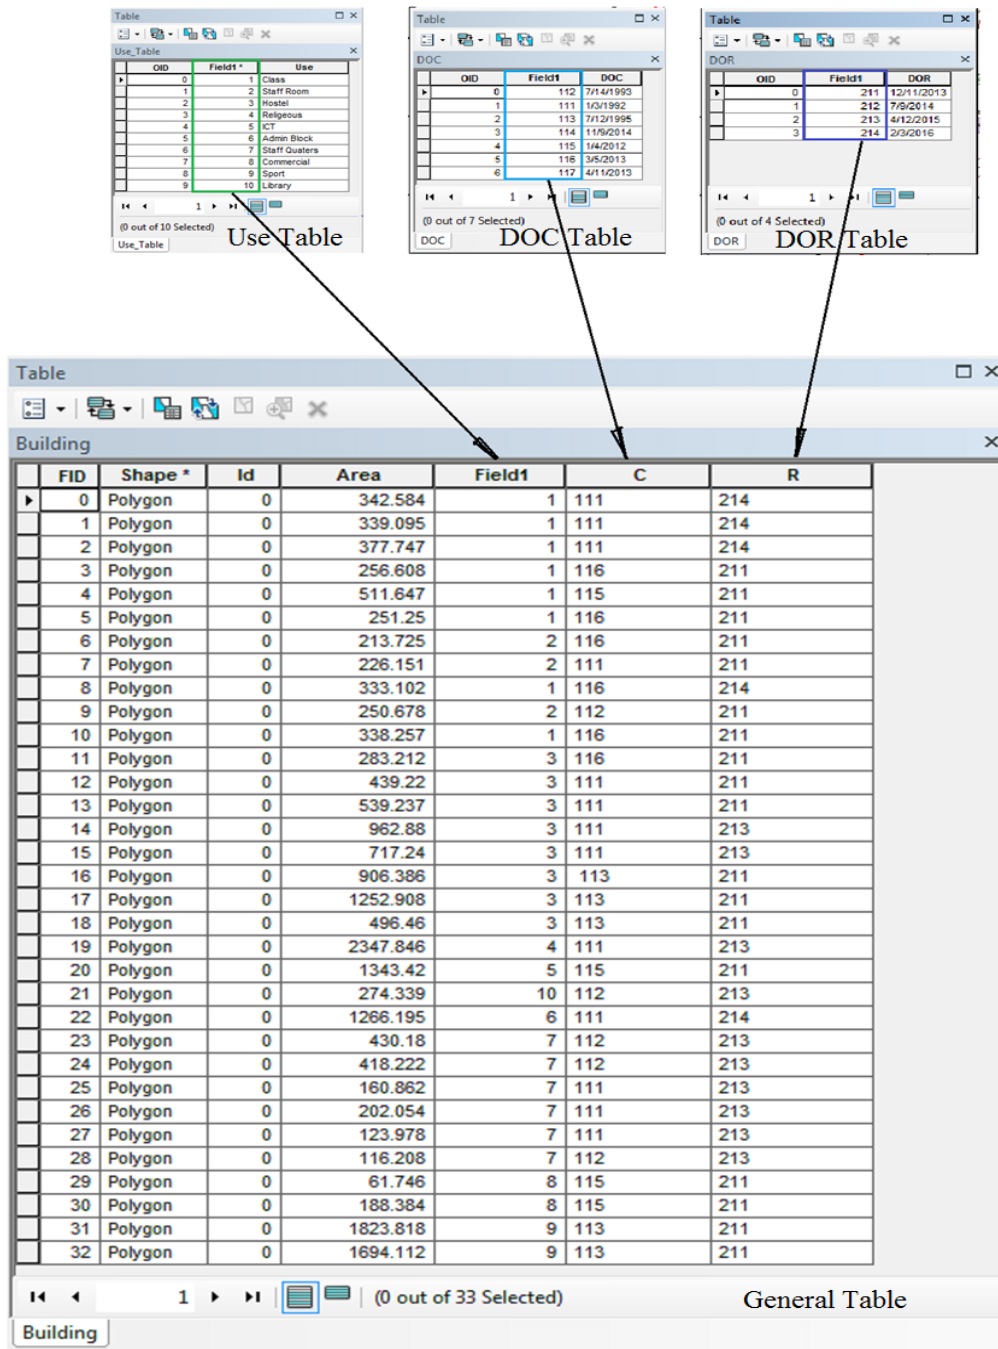 Table
Use_Table
OID Field1 * Use
0 1 Class
1 2 Staff Room
2 3 Hostel
3 4 Religeous
4 5 ICT
5 6 Admin Block
6 7 Staff Quaters
7 8 Commercial
8 9 Sport
9 10 Library
1
(0 out of 10 Selected)
Use_Table
Use Table
Table
DOC
OID Field1 DOC
0 112 7/14/1993
1 111 1/3/1992
2 113 7/12/1995
3 114 11/9/2014
4 115 1/4/2012
5 116 3/5/2013
6 117 4/11/2013
1
(0 out of 7 Selected)
DOC
DOC Table
Table
DOR
OID Field1 DOR
0 211 12/11/2013
1 212 7/9/2014
2 213 4/12/2015
3 214 2/3/2016
1
(0 out of 4 Selected)
DOR
DOR Table
Table
Building
FID Shape * Id Area Field1 C R
0 Polygon 0 342.584 1 111 214
1 Polygon 0 339.095 1 111 214
2 Polygon 0 377.747 1 111 214
3 Polygon 0 256.608 1 116 211
4 Polygon 0 511.647 1 115 211
5 Polygon 0 251.25 1 116 211
6 Polygon 0 213.725 2 116 211
7 Polygon 0 226.151 2 111 211
8 Polygon 0 333.102 1 116 214
9 Polygon 0 250.678 2 112 211
10 Polygon 0 338.257 1 116 211
11 Polygon 0 283.212 3 116 211
12 Polygon 0 439.22 3 111 211
13 Polygon 0 539.237 3 111 211
14 Polygon 0 962.88 3 111 213
15 Polygon 0 717.24 3 111 213
16 Polygon 0 906.386 3 113 211
17 Polygon 0 1252.908 3 113 211
18 Polygon 0 496.46 3 113 211
19 Polygon 0 2347.846 4 111 213
20 Polygon 0 1343.42 5 115 211
21 Polygon 0 274.339 10 112 213
22 Polygon 0 1266.195 6 111 214
23 Polygon 0 430.18 7 112 213
24 Polygon 0 418.222 7 112 213
25 Polygon 0 160.862 7 111 213
26 Polygon 0 202.054 7 111 213
27 Polygon 0 123.978 7 111 213
28 Polygon 0 116.208 7 112 213
29 Polygon 0 61.746 8 115 211
30 Polygon 0 188.384 8 115 211
31 Polygon 0 1823.818 9 113 211
32 Polygon 0 1694.112 9 113 211
1
(0 out of 33 Selected)
General Table
Building